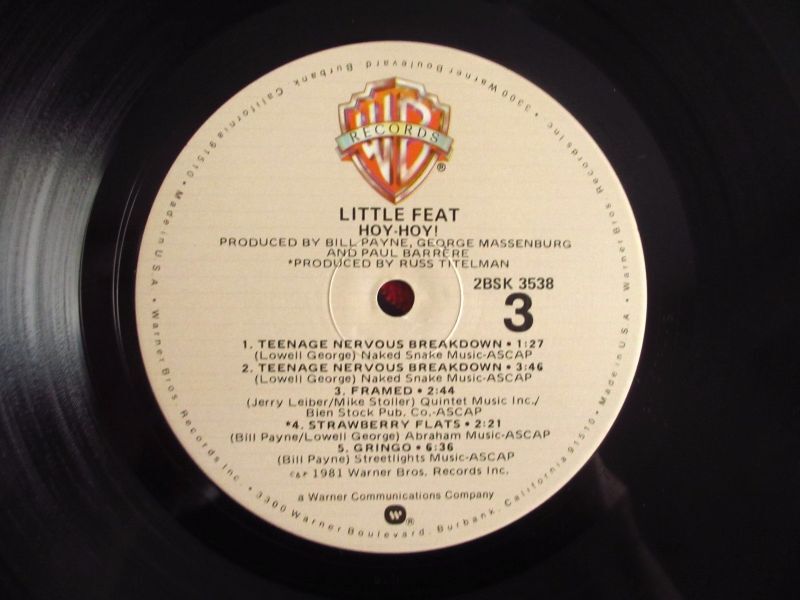 WB
RECORDS
®
LITTLE FEAT
HOY-HOY!
PRODUCED BY BILL PAYNE, GEORGE MASSENBURG
AND PAUL BARRÈRE
*PRODUCED BY RUSS TITELMAN
2BSK 3538
3
1. TEENAGE NERVOUS BREAKDOWN • 1:27
(Lowell George) Naked Snake Music-ASCAP
2. TEENAGE NERVOUS BREAKDOWN • 3:46
(Lowell George) Naked Snake Music-ASCAP
3. FRAMED • 2:44
(Jerry Leiber/Mike Stoller) Quintet Music Inc./
Bien Stock Pub. Co.-ASCAP
*4. STRAWBERRY FLATS • 2:21
(Bill Payne/Lowell George) Abraham Music-ASCAP
5. GRINGO • 6:36
(Bill Payne) Streetlights Music-ASCAP
©℗ 1981 Warner Bros. Records Inc.
a Warner Communications Company
W®
Made in U.S.A. • Warner Bros. Records Inc. • 3300 Warner Boulevard, Burbank, California 91510 • Made in U.S.A. • Warner Bros. Records Inc. • 3300 Warner Boulevard, Burbank, California 91510 •